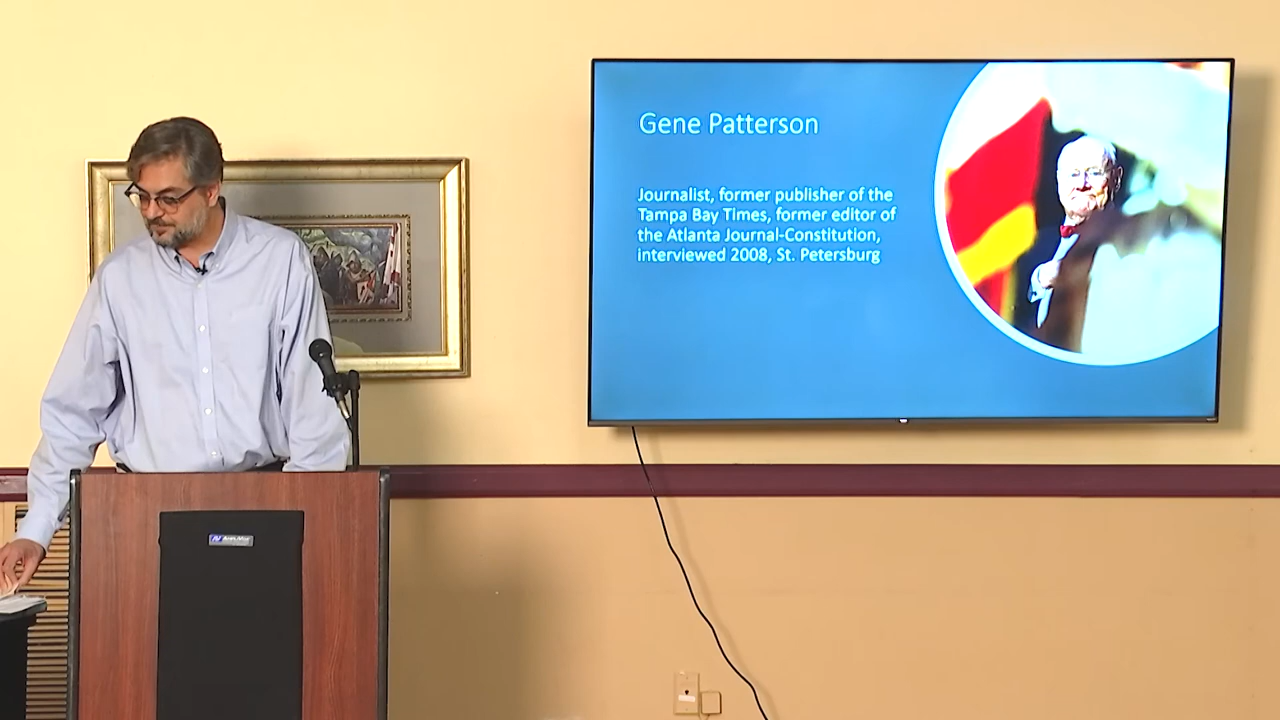 Gene Patterson
Journalist, former publisher of the
Tampa Bay Times, former editor of
the Atlanta Journal-Constitution,
interviewed 2008, St. Petersburg